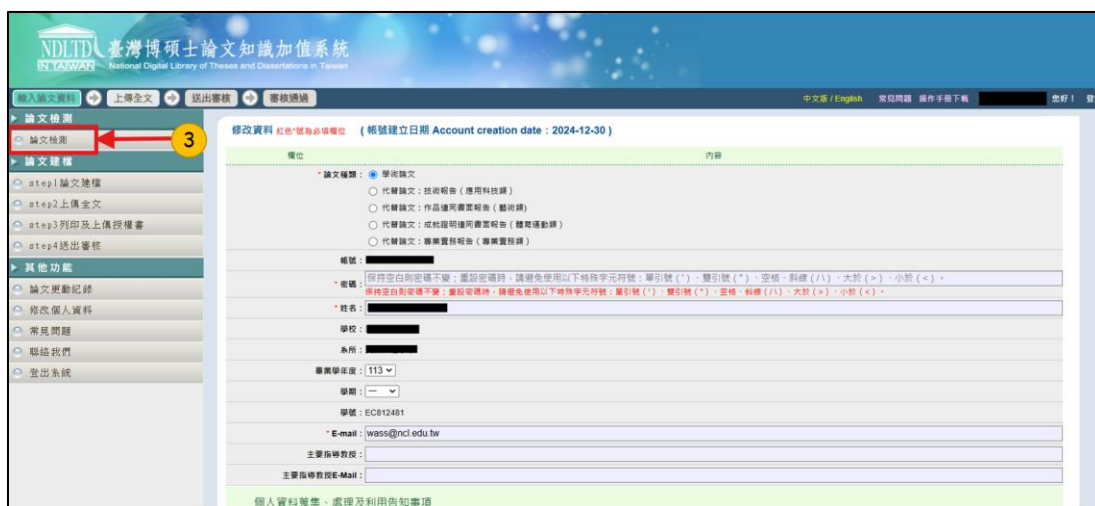 NDLTD 臺灣博碩士論文知識加值系統
IN TAIWAN National Digital Library of Theses and Dissertations in Taiwan
輸入論文資料 上傳全文 送出審核 審核通過 中文版 / English 常見問題 操作手冊下載 您好! 登
論文檢測
論文檢測
3
論文建檔
step1論文建檔
step2上傳全文
step3列印及上傳授權書
step4送出審核
其他功能
論文更動紀錄
修改個人資料
常見問題
聯絡我們
登出系統
修改資料 紅色*號為必填欄位 (帳號建立日期 Account creation date:2024-12-30)
欄位 內容
*論文種類: 學術論文
代替論文:技術報告(應用科技類)
代替論文:作品連同書面報告(藝術類)
代替論文:成就證明連同書面報告(體育運動類)
代替論文:專業實務報告(專業實務類)
帳號:
*密碼: 保持空白則密碼不變;重設密碼時,請避免使用以下特殊字元符號:單引號(')、雙引號(")、空格、斜線(/\)、大於(>)、小於(<)。
保持空白則密碼不變;重設密碼時,請避免使用以下特殊字元符號:單引號(')、雙引號(")、空格、斜線(/\)、大於(>)、小於(<)。
*姓名:
學校:
系所:
畢業學年度: 113
學期: 一
學號: EC812481
*E-mail: wass@ncl.edu.tw
主要指導教授:
主要指導教授E-Mail:
個人資料蒐集、處理及利用告知事項